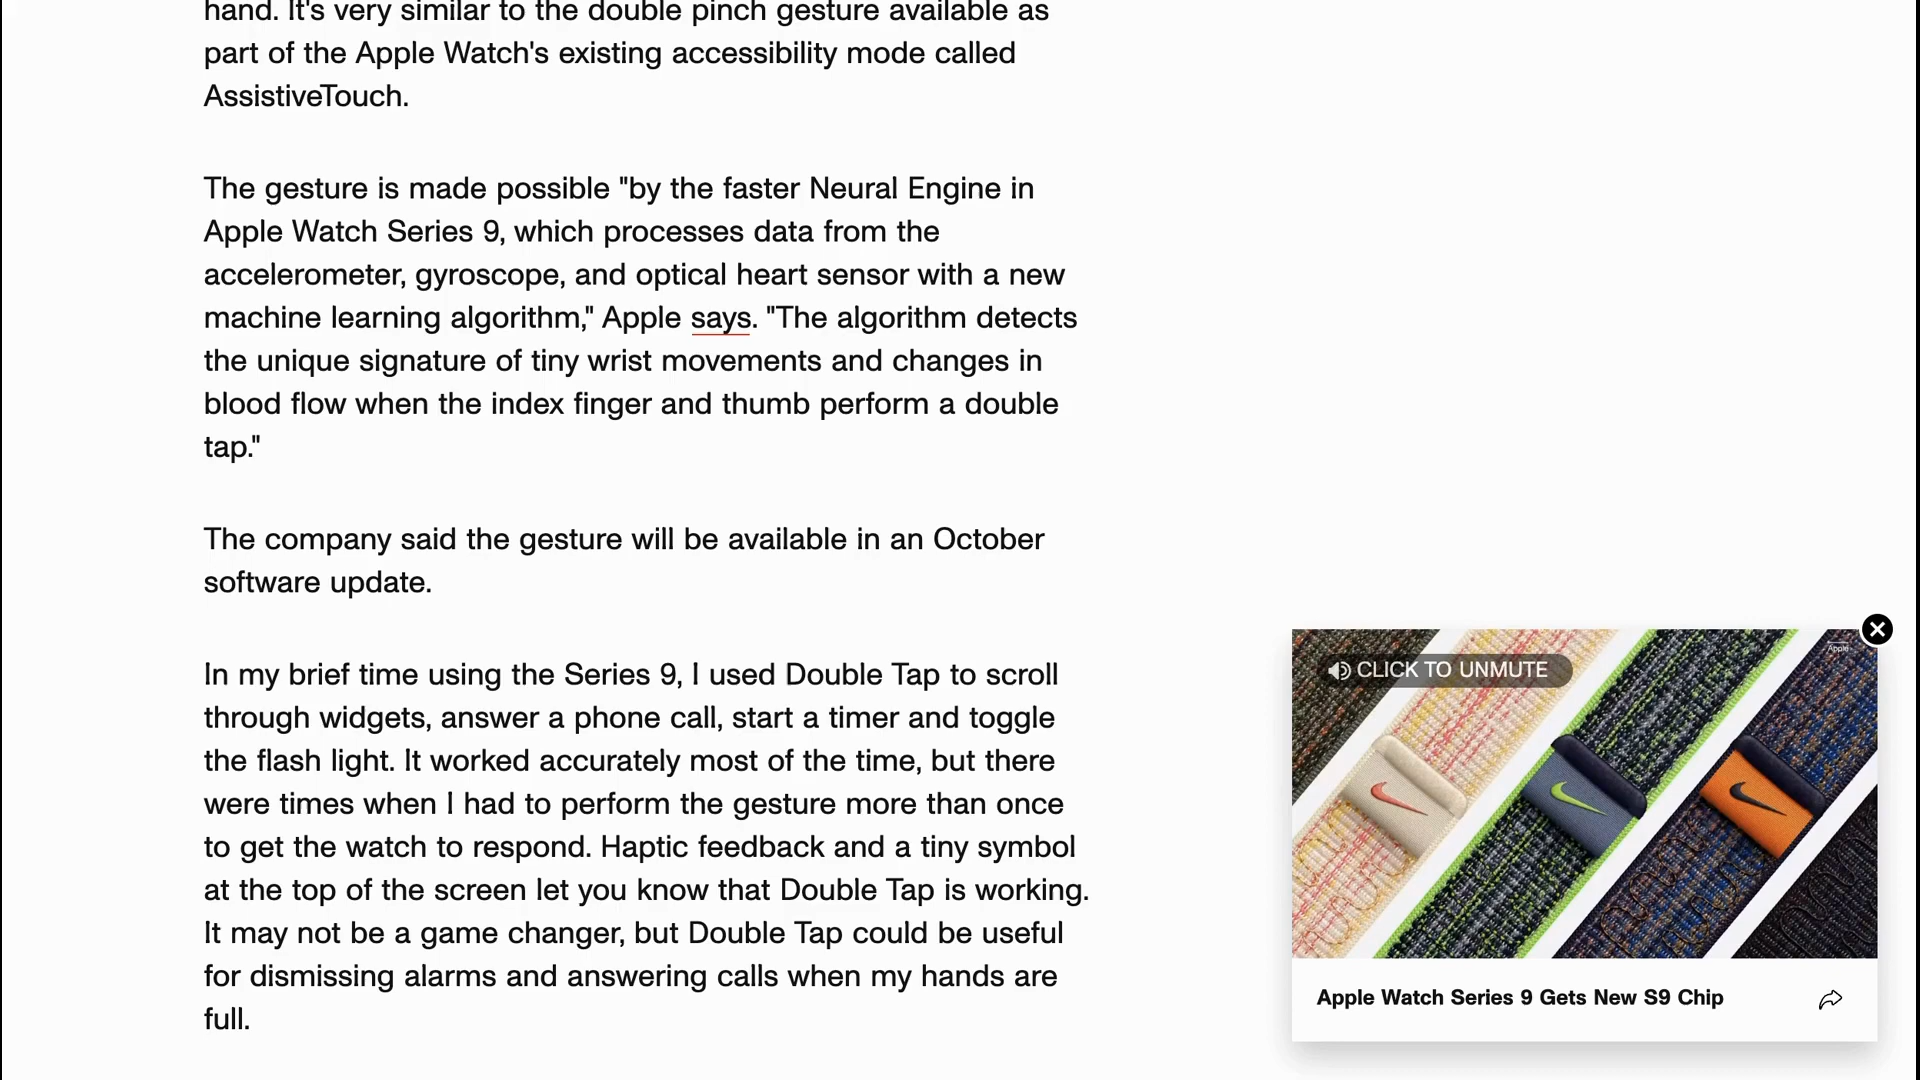 hand. It's very similar to the double pinch gesture available as
part of the Apple Watch's existing accessibility mode called
AssistiveTouch.
The gesture is made possible "by the faster Neural Engine in
Apple Watch Series 9, which processes data from the
accelerometer, gyroscope, and optical heart sensor with a new
machine learning algorithm," Apple says. "The algorithm detects
the unique signature of tiny wrist movements and changes in
blood flow when the index finger and thumb perform a double
tap."
The company said the gesture will be available in an October
software update.
In my brief time using the Series 9, I used Double Tap to scroll
through widgets, answer a phone call, start a timer and toggle
the flash light. It worked accurately most of the time, but there
were times when I had to perform the gesture more than once
to get the watch to respond. Haptic feedback and a tiny symbol
at the top of the screen let you know that Double Tap is working.
It may not be a game changer, but Double Tap could be useful
for dismissing alarms and answering calls when my hands are
full.
Apple
CLICK TO UNMUTE
Apple Watch Series 9 Gets New S9 Chip